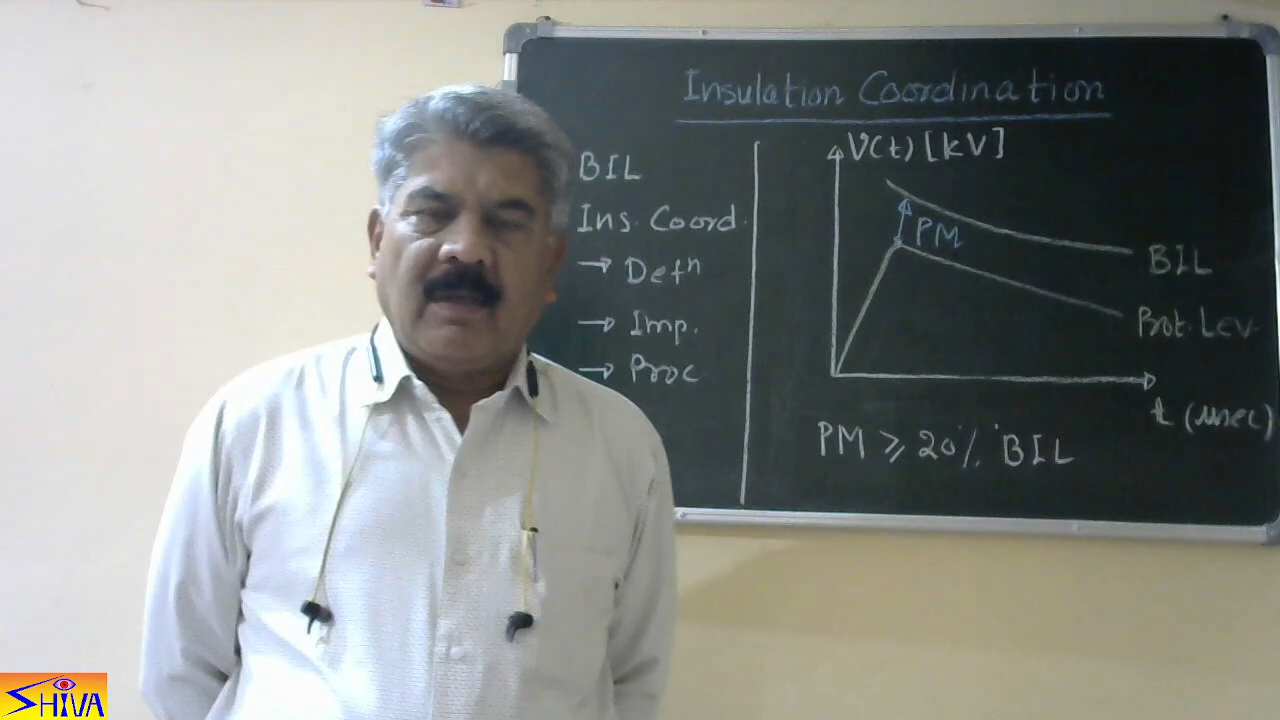 Insulation Coordination
BIL
Ins. Coord.
→ Defⁿ
→ Imp.
→ Proc
V(t) [kV]
PM
BIL
Prot. Lev.
t (μsec)
PM ≥ 20% BIL
SHIVA